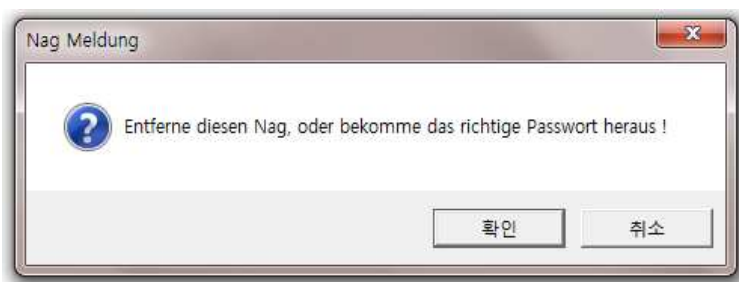 Nag Meldung
Entferne diesen Nag, oder bekomme das richtige Passwort heraus !
확인
취소